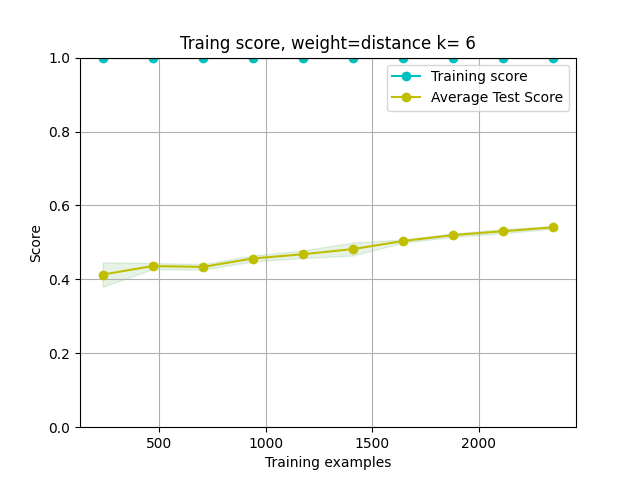 Traing score, weight=distance k= 6
Training score
Average Test Score
1.0
0.8
0.6
0.4
0.2
0.0
Score
500
1000
1500
2000
Training examples